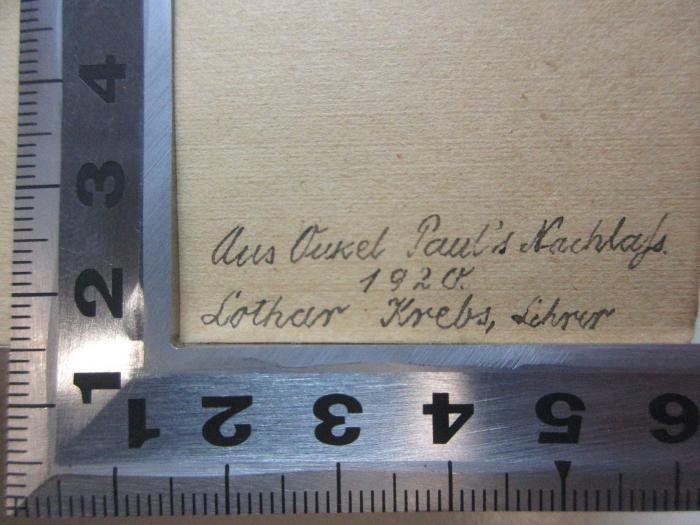 Aus Onkel Paul's Nachlaß.
1920.
Lothar Krebs, Lehrer
4
3
2
1
1 2 3 4 5 6